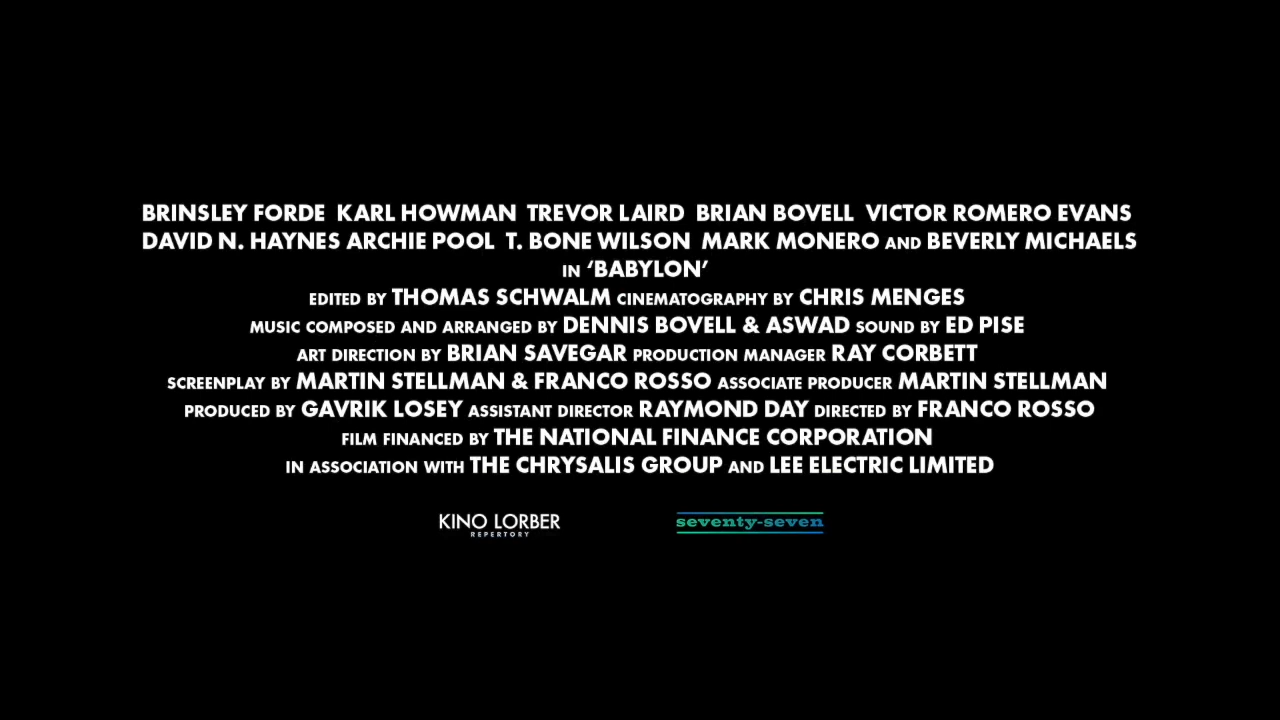 BRINSLEY FORDE KARL HOWMAN TREVOR LAIRD BRIAN BOVELL VICTOR ROMERO EVANS
DAVID N. HAYNES ARCHIE POOL T. BONE WILSON MARK MONERO AND BEVERLY MICHAELS
IN ‘BABYLON’
EDITED BY THOMAS SCHWALM CINEMATOGRAPHY BY CHRIS MENGES
MUSIC COMPOSED AND ARRANGED BY DENNIS BOVELL & ASWAD SOUND BY ED PISE
ART DIRECTION BY BRIAN SAVEGAR PRODUCTION MANAGER RAY CORBETT
SCREENPLAY BY MARTIN STELLMAN & FRANCO ROSSO ASSOCIATE PRODUCER MARTIN STELLMAN
PRODUCED BY GAVRIK LOSEY ASSISTANT DIRECTOR RAYMOND DAY DIRECTED BY FRANCO ROSSO
FILM FINANCED BY THE NATIONAL FINANCE CORPORATION
IN ASSOCIATION WITH THE CHRYSALIS GROUP AND LEE ELECTRIC LIMITED
KINO LORBER
REPERTORY
seventy-seven